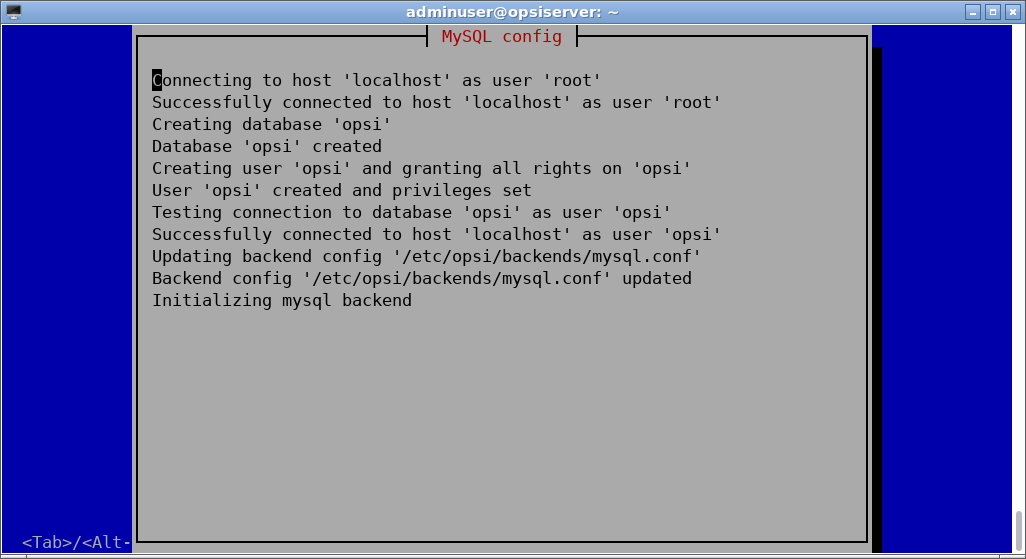 adminuser@opsiserver: ~
MySQL config
Connecting to host 'localhost' as user 'root'
Successfully connected to host 'localhost' as user 'root'
Creating database 'opsi'
Database 'opsi' created
Creating user 'opsi' and granting all rights on 'opsi'
User 'opsi' created and privileges set
Testing connection to database 'opsi' as user 'opsi'
Successfully connected to host 'localhost' as user 'opsi'
Updating backend config '/etc/opsi/backends/mysql.conf'
Backend config '/etc/opsi/backends/mysql.conf' updated
Initializing mysql backend
<Tab>/<Alt-